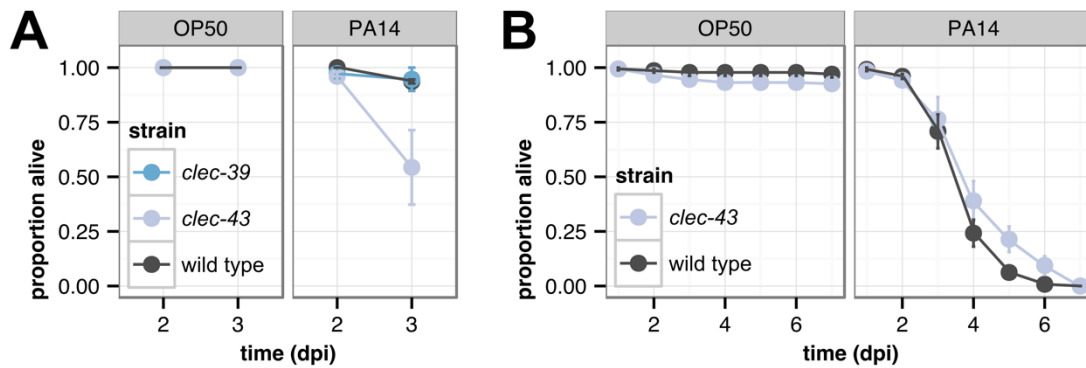 A
OP50
PA14
1.00
0.75
0.50
0.25
0.00
proportion alive
strain
clec-39
clec-43
wild type
2
3
2
3
time (dpi)
B
OP50
PA14
1.00
0.75
0.50
0.25
0.00
proportion alive
strain
clec-43
wild type
2
4
6
2
4
6
time (dpi)